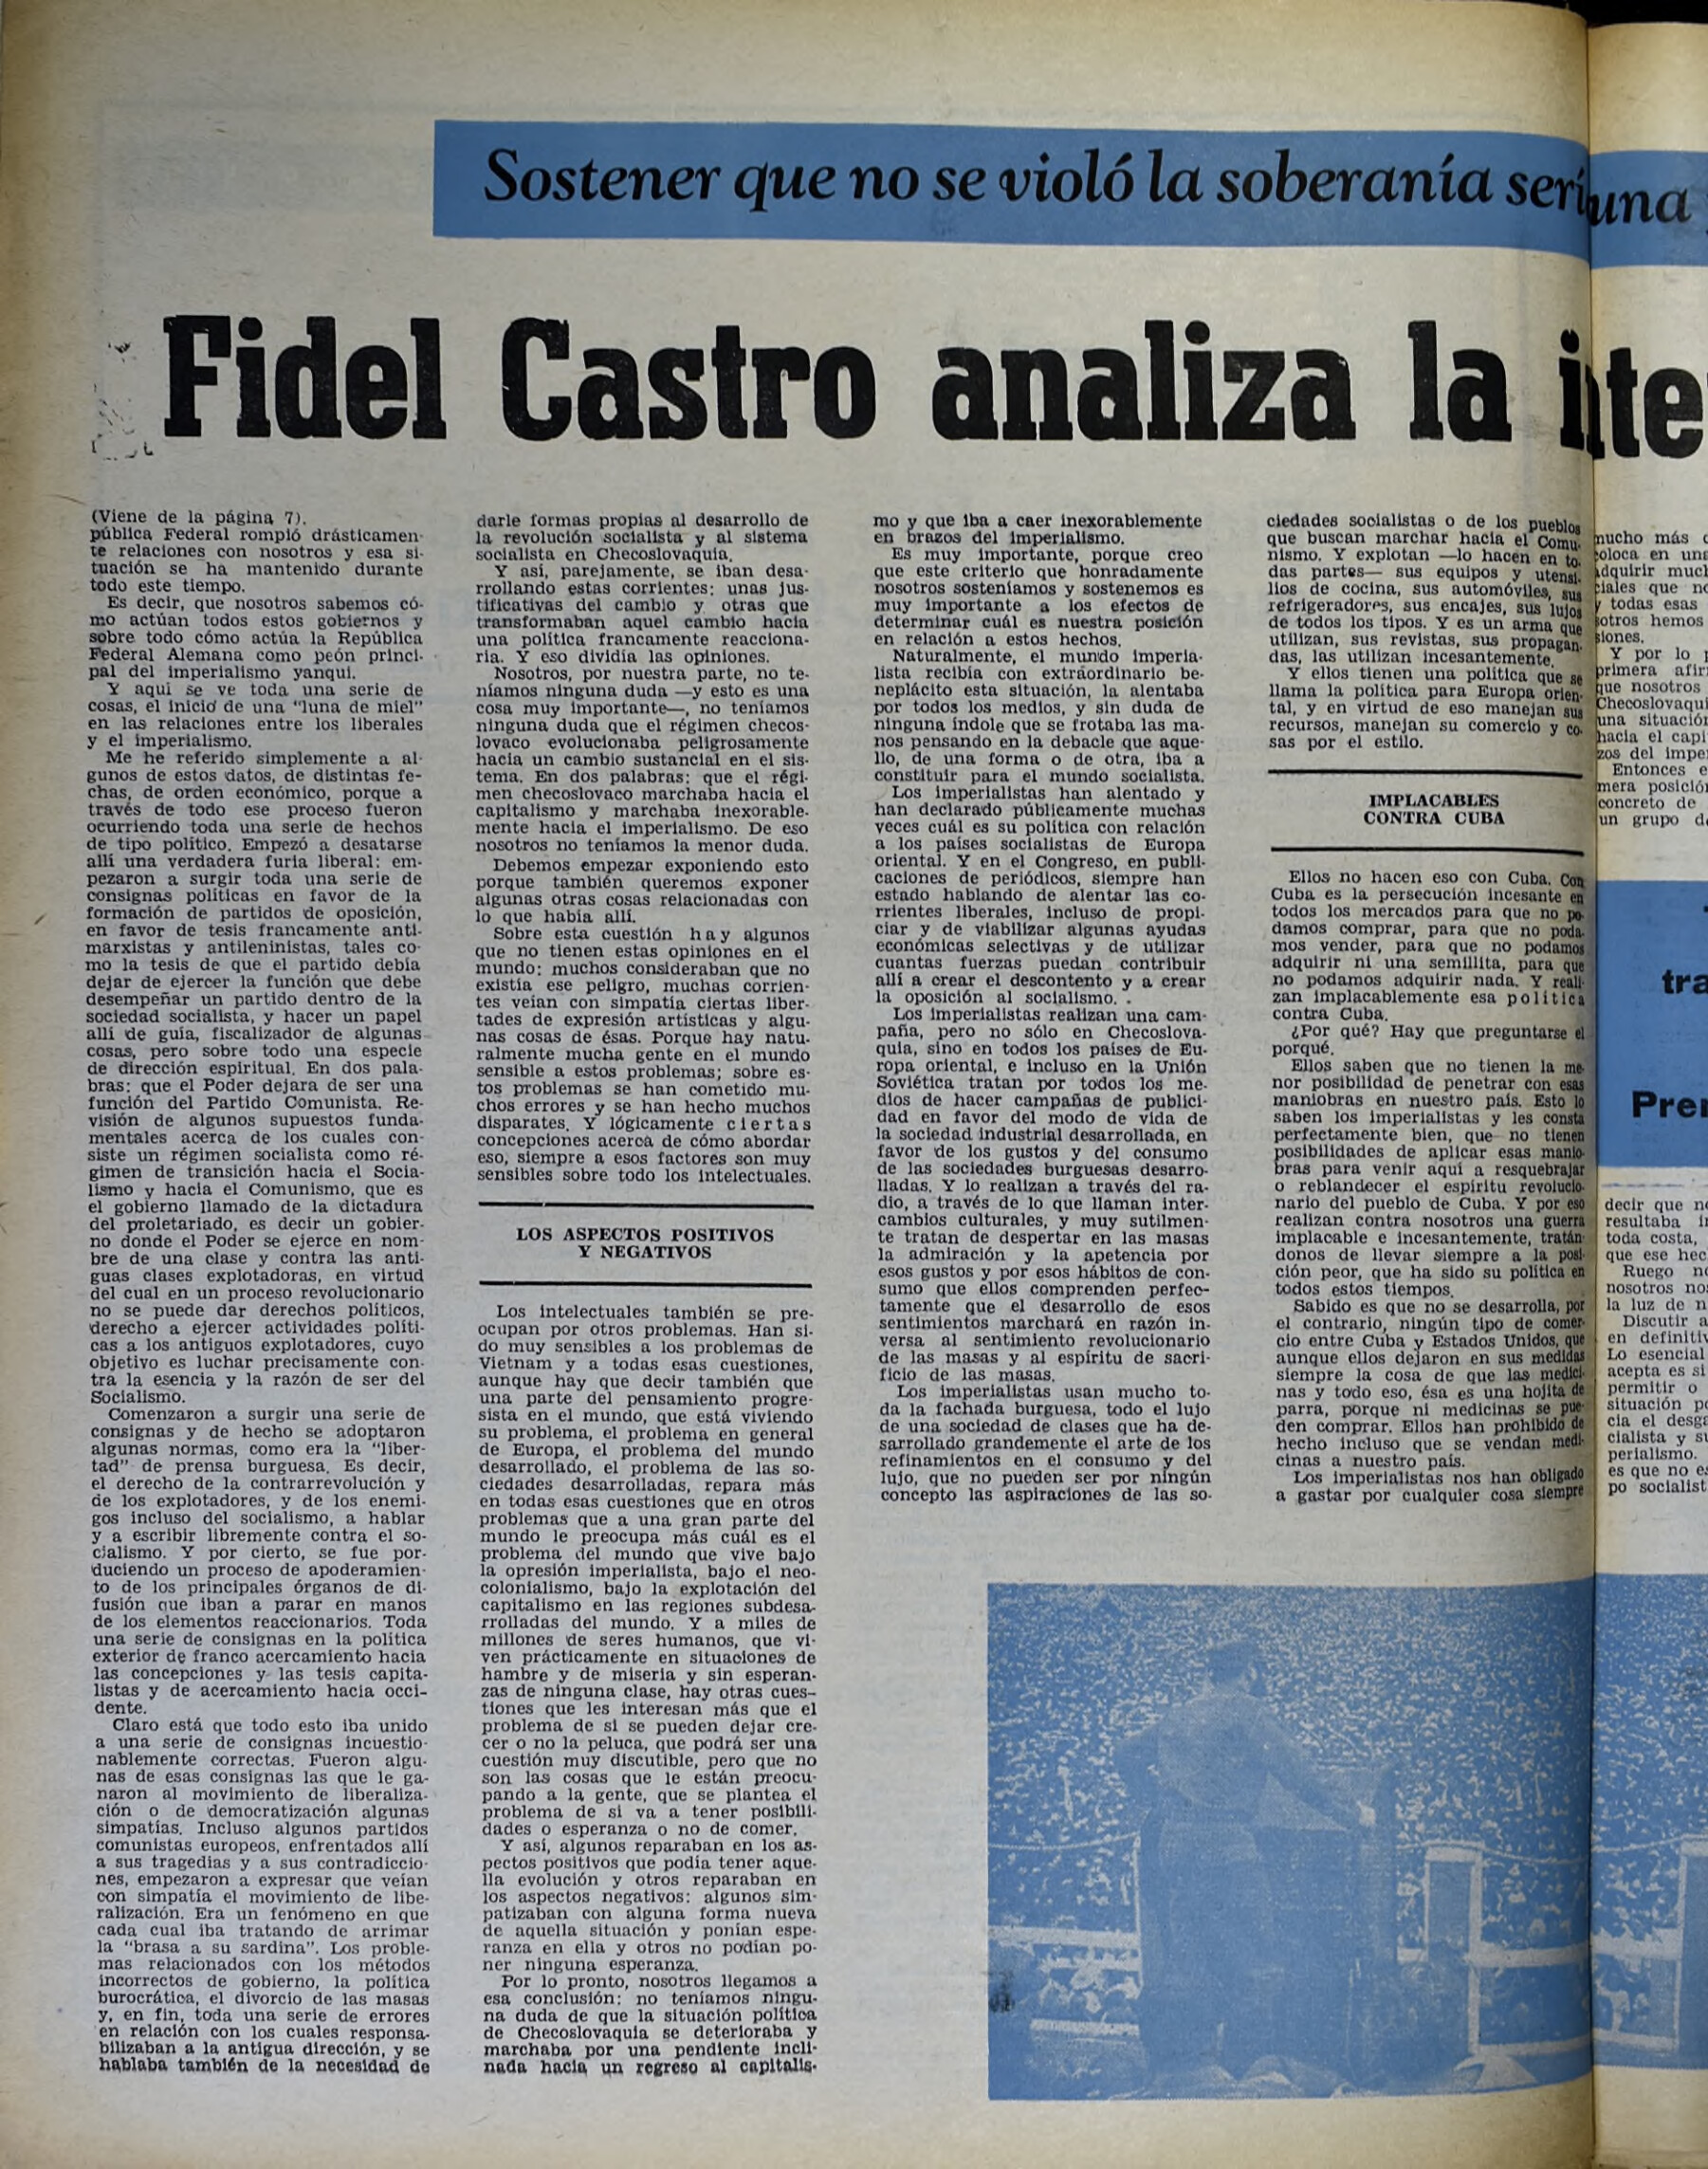 Sostener que no se violó la soberanía serí una
Fidel Castro analiza la inte
(Viene de la página 7).
pública Federal rompió drásticamen-
te relaciones con nosotros y esa si-
tuación se ha mantenido durante
todo este tiempo.
Es decir, que nosotros sabemos có-
mo actúan todos estos gobiernos y
sobre todo cómo actúa la República
Federal Alemana como peón princi-
pal del imperialismo yanqui.
Y aquí se ve toda una serie de
cosas, el inicio de una "luna de miel"
en las relaciones entre los liberales
y el imperialismo.
Me he referido simplemente a al-
gunos de estos datos, de distintas fe-
chas, de orden económico, porque a
través de todo ese proceso fueron
ocurriendo toda una serie de hechos
de tipo político. Empezó a desatarse
allí una verdadera furia liberal: em-
pezaron a surgir toda una serie de
consignas políticas en favor de la
formación de partidos de oposición,
en favor de tesis francamente anti-
marxistas y antileninistas, tales co-
mo la tesis de que el partido debía
dejar de ejercer la función que debe
desempeñar un partido dentro de la
sociedad socialista, y hacer un papel
allí de guía, fiscalizador de algunas
cosas, pero sobre todo una especie
de dirección espiritual. En dos pala-
bras: que el Poder dejara de ser una
función del Partido Comunista. Re-
visión de algunos supuestos funda-
mentales acerca de los cuales con-
siste un régimen socialista como ré-
gimen de transición hacia el Socia-
lismo y hacia el Comunismo, que es
el gobierno llamado de la dictadura
del proletariado, es decir un gobier-
no donde el Poder se ejerce en nom-
bre de una clase y contra las anti-
guas clases explotadoras, en virtud
del cual en un proceso revolucionario
no se puede dar derechos políticos,
derecho a ejercer actividades políti-
cas a los antiguos explotadores, cuyo
objetivo es luchar precisamente con-
tra la esencia y la razón de ser del
Socialismo.
Comenzaron a surgir una serie de
consignas y de hecho se adoptaron
algunas normas, como era la "liber-
tad" de prensa burguesa. Es decir,
el derecho de la contrarrevolución y
de los explotadores, y de los enemi-
gos incluso del socialismo, a hablar
y a escribir libremente contra el so-
cialismo. Y por cierto, se fue por-
duciendo un proceso de apoderamien-
to de los principales órganos de di-
fusión que iban a parar en manos
de los elementos reaccionarios. Toda
una serie de consignas en la política
exterior de franco acercamiento hacia
las concepciones y las tesis capita-
listas y de acercamiento hacia occi-
dente.
Claro está que todo esto iba unido
a una serie de consignas incuestio-
nablemente correctas. Fueron algu-
nas de esas consignas las que le ga-
naron al movimiento de liberaliza-
ción o de democratización algunas
simpatías. Incluso algunos partidos
comunistas europeos, enfrentados allí
a sus tragedias y a sus contradiccio-
nes, empezaron a expresar que veían
con simpatía el movimiento de libe-
ralización. Era un fenómeno en que
cada cual iba tratando de arrimar
la "brasa a su sardina". Los proble-
mas relacionados con los métodos
incorrectos de gobierno, la política
burocrática, el divorcio de las masas
y, en fin, toda una serie de errores
en relación con los cuales responsa-
bilizaban a la antigua dirección, y se
hablaba también de la necesidad de
darle formas propias al desarrollo de
la revolución socialista y al sistema
socialista en Checoslovaquia.
Y así, parejamente, se iban desa-
rrollando estas corrientes: unas jus-
tificativas del cambio y otras que
transformaban aquel cambio hacia
una política francamente reacciona-
ria. Y eso dividía las opiniones.
Nosotros, por nuestra parte, no te-
níamos ninguna duda —y esto es una
cosa muy importante—, no teníamos
ninguna duda que el régimen checos-
lovaco evolucionaba peligrosamente
hacia un cambio sustancial en el sis-
tema. En dos palabras: que el régi-
men checoslovaco marchaba hacia el
capitalismo y marchaba inexorable-
mente hacia el imperialismo. De eso
nosotros no teníamos la menor duda.
Debemos empezar exponiendo esto
porque también queremos exponer
algunas otras cosas relacionadas con
lo que había allí.
Sobre esta cuestión hay algunos
que no tienen estas opiniones en el
mundo: muchos consideraban que no
existía ese peligro, muchas corrien-
tes veían con simpatía ciertas liber-
tades de expresión artísticas y algu-
nas cosas de ésas. Porque hay natu-
ralmente mucha gente en el mundo
sensible a estos problemas; sobre es-
tos problemas se han cometido mu-
chos errores y se han hecho muchos
disparates. Y lógicamente ciertas
concepciones acerca de cómo abordar
eso, siempre a esos factores son muy
sensibles sobre todo los intelectuales.
LOS ASPECTOS POSITIVOS
Y NEGATIVOS
Los intelectuales también se pre-
ocupan por otros problemas. Han si-
do muy sensibles a los problemas de
Vietnam y a todas esas cuestiones,
aunque hay que decir también que
una parte del pensamiento progre-
sista en el mundo, que está viviendo
su problema, el problema en general
de Europa, el problema del mundo
desarrollado, el problema de las so-
ciedades desarrolladas, repara más
en todas esas cuestiones que en otros
problemas que a una gran parte del
mundo le preocupa más cuál es el
problema del mundo que vive bajo
la opresión imperialista, bajo el neo-
colonialismo, bajo la explotación del
capitalismo en las regiones subdesa-
rrolladas del mundo. Y a miles de
millones de seres humanos, que vi-
ven prácticamente en situaciones de
hambre y de miseria y sin esperan-
zas de ninguna clase, hay otras cues-
tiones que les interesan más que el
problema de si se pueden dejar cre-
cer o no la peluca, que podrá ser una
cuestión muy discutible, pero que no
son las cosas que le están preocu-
pando a la gente, que se plantea el
problema de si va a tener posibili-
dades o esperanza o no de comer.
Y así, algunos reparaban en los as-
pectos positivos que podía tener aque-
lla evolución y otros reparaban en
los aspectos negativos: algunos sim-
patizaban con alguna forma nueva
de aquella situación y ponían espe-
ranza en ella y otros no podían po-
ner ninguna esperanza.
Por lo pronto, nosotros llegamos a
esa conclusión: no teníamos ningu-
na duda de que la situación política
de Checoslovaquia se deterioraba y
marchaba por una pendiente incli-
nada hacia un regreso al capitalis-
mo y que iba a caer inexorablemente
en brazos del imperialismo.
Es muy importante, porque creo
que este criterio que honradamente
nosotros sosteníamos y sostenemos es
muy importante a los efectos de
determinar cuál es nuestra posición
en relación a estos hechos.
Naturalmente, el mundo imperia-
lista recibía con extraordinario be-
neplácito esta situación, la alentaba
por todos los medios, y sin duda de
ninguna índole que se frotaba las ma-
nos pensando en la debacle que aque-
llo, de una forma o de otra, iba a
constituir para el mundo socialista.
Los imperialistas han alentado y
han declarado públicamente muchas
veces cuál es su política con relación
a los países socialistas de Europa
oriental. Y en el Congreso, en publi-
caciones de periódicos, siempre han
estado hablando de alentar las co-
rrientes liberales, incluso de propi-
ciar y de viabilizar algunas ayudas
económicas selectivas y de utilizar
cuantas fuerzas puedan contribuir
allí a crear el descontento y a crear
la oposición al socialismo.
Los imperialistas realizan una cam-
paña, pero no sólo en Checoslova-
quia, sino en todos los países de Eu-
ropa oriental, e incluso en la Unión
Soviética tratan por todos los me-
dios de hacer campañas de publici-
dad en favor del modo de vida de
la sociedad industrial desarrollada, en
favor de los gustos y del consumo
de las sociedades burguesas desarro-
lladas. Y lo realizan a través del ra-
dio, a través de lo que llaman inter-
cambios culturales, y muy sutilmen-
te tratan de despertar en las masas
la admiración y la apetencia por
esos gustos y por esos hábitos de con-
sumo que ellos comprenden perfec-
tamente que el desarrollo de esos
sentimientos marchará en razón in-
versa al sentimiento revolucionario
de las masas y al espíritu de sacri-
ficio de las masas.
Los imperialistas usan mucho to-
da la fachada burguesa, todo el lujo
de una sociedad de clases que ha de-
sarrollado grandemente el arte de los
refinamientos en el consumo y del
lujo, que no pueden ser por ningún
concepto las aspiraciones de las so-
ciedades socialistas o de los pueblos
que buscan marchar hacia el Comu-
nismo. Y explotan —lo hacen en to-
das partes— sus equipos y utensi-
lios de cocina, sus automóviles, sus
refrigeradores, sus encajes, sus lujos
de todos los tipos. Y es un arma que
utilizan, sus revistas, sus propagan-
das, las utilizan incesantemente.
Y ellos tienen una política que se
llama la política para Europa orien-
tal, y en virtud de eso manejan sus
recursos, manejan su comercio y co-
sas por el estilo.
IMPLACABLES
CONTRA CUBA
Ellos no hacen eso con Cuba. Con
Cuba es la persecución incesante en
todos los mercados para que no po-
damos comprar, para que no poda-
mos vender, para que no podamos
adquirir ni una semillita, para que
no podamos adquirir nada. Y reali-
zan implacablemente esa política
contra Cuba.
¿Por qué? Hay que preguntarse el
porqué.
Ellos saben que no tienen la me-
nor posibilidad de penetrar con esas
maniobras en nuestro país. Esto lo
saben los imperialistas y les consta
perfectamente bien, que no tienen
posibilidades de aplicar esas manio-
bras para venir aquí a resquebrajar
o reblandecer el espíritu revolucio-
nario del pueblo de Cuba. Y por eso
realizan contra nosotros una guerra
implacable e incesantemente, tratán-
donos de llevar siempre a la posi-
ción peor, que ha sido su política en
todos estos tiempos.
Sabido es que no se desarrolla, por
el contrario, ningún tipo de comer-
cio entre Cuba y Estados Unidos, que
aunque ellos dejaron en sus medidas
siempre la cosa de que las medici-
nas y todo eso, ésa es una hojita de
parra, porque ni medicinas se pue-
den comprar. Ellos han prohibido de
hecho incluso que se vendan medi-
cinas a nuestro país.
Los imperialistas nos han obligado
a gastar por cualquier cosa siempre
mucho más
coloca en una
adquirir much
ciales que no
y todas esas
sotros hemos
siones.
Y por lo
primera afir
que nosotros
Checoslovaqui
una situación
hacia el capi
zos del impe
Entonces e
mera posición
concreto de
un grupo de
tra
Prer
decir que no
resultaba in
toda costa,
que ese hec
Ruego no
nosotros nos
la luz de n
Discutir a
en definitiv
Lo esencial
acepta es si
permitir o
situación po
cia el desga
cialista y su
perialismo.
es que no es
po socialist